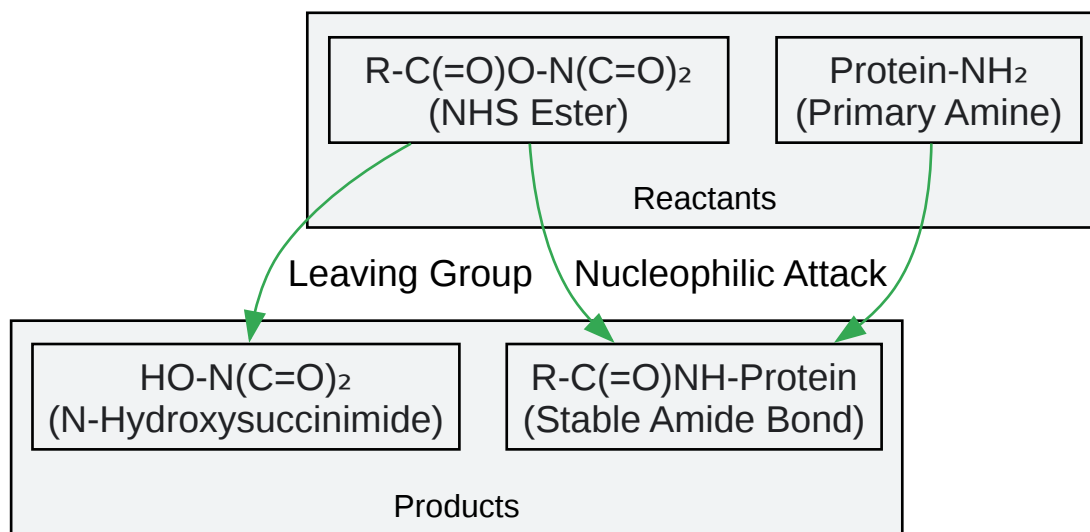 R-C(=O)O-N(C=O)₂
(NHS Ester)
Protein-NH₂
(Primary Amine)
Reactants
Leaving Group
Nucleophilic Attack
HO-N(C=O)₂
(N-Hydroxysuccinimide)
R-C(=O)NH-Protein
(Stable Amide Bond)
Products